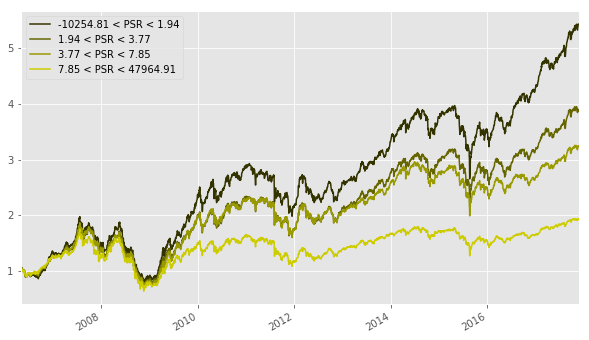 -10254.81 < PSR < 1.94
1.94 < PSR < 3.77
3.77 < PSR < 7.85
7.85 < PSR < 47964.91
5
4
3
2
1
2008 2010 2012 2014 2016